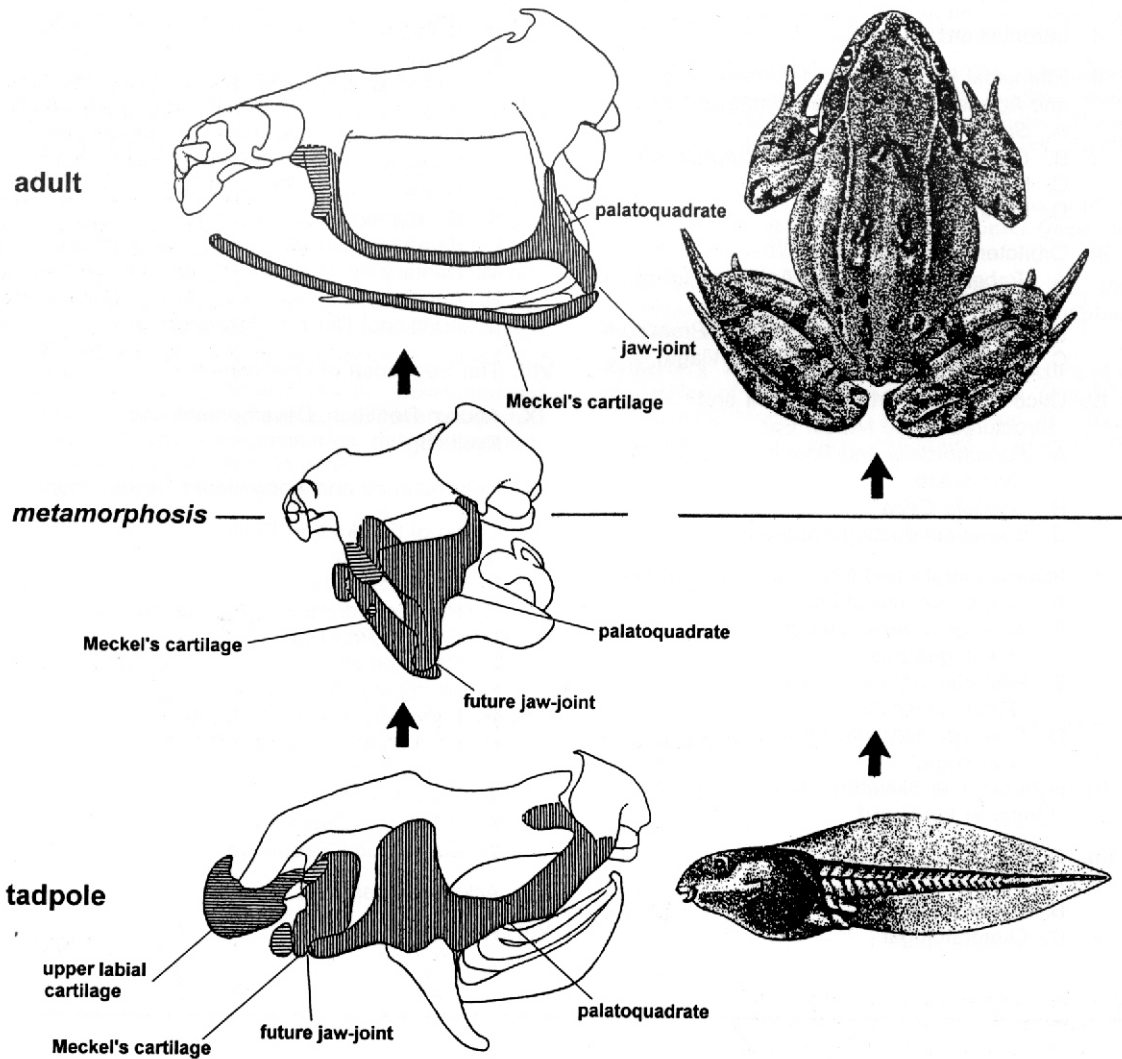 adult
palatoquadrate
jaw-joint
Meckel's cartilage
metamorphosis
Meckel's cartilage
palatoquadrate
future jaw-joint
tadpole
upper labial
cartilage
palatoquadrate
future jaw-joint
Meckel's cartilage